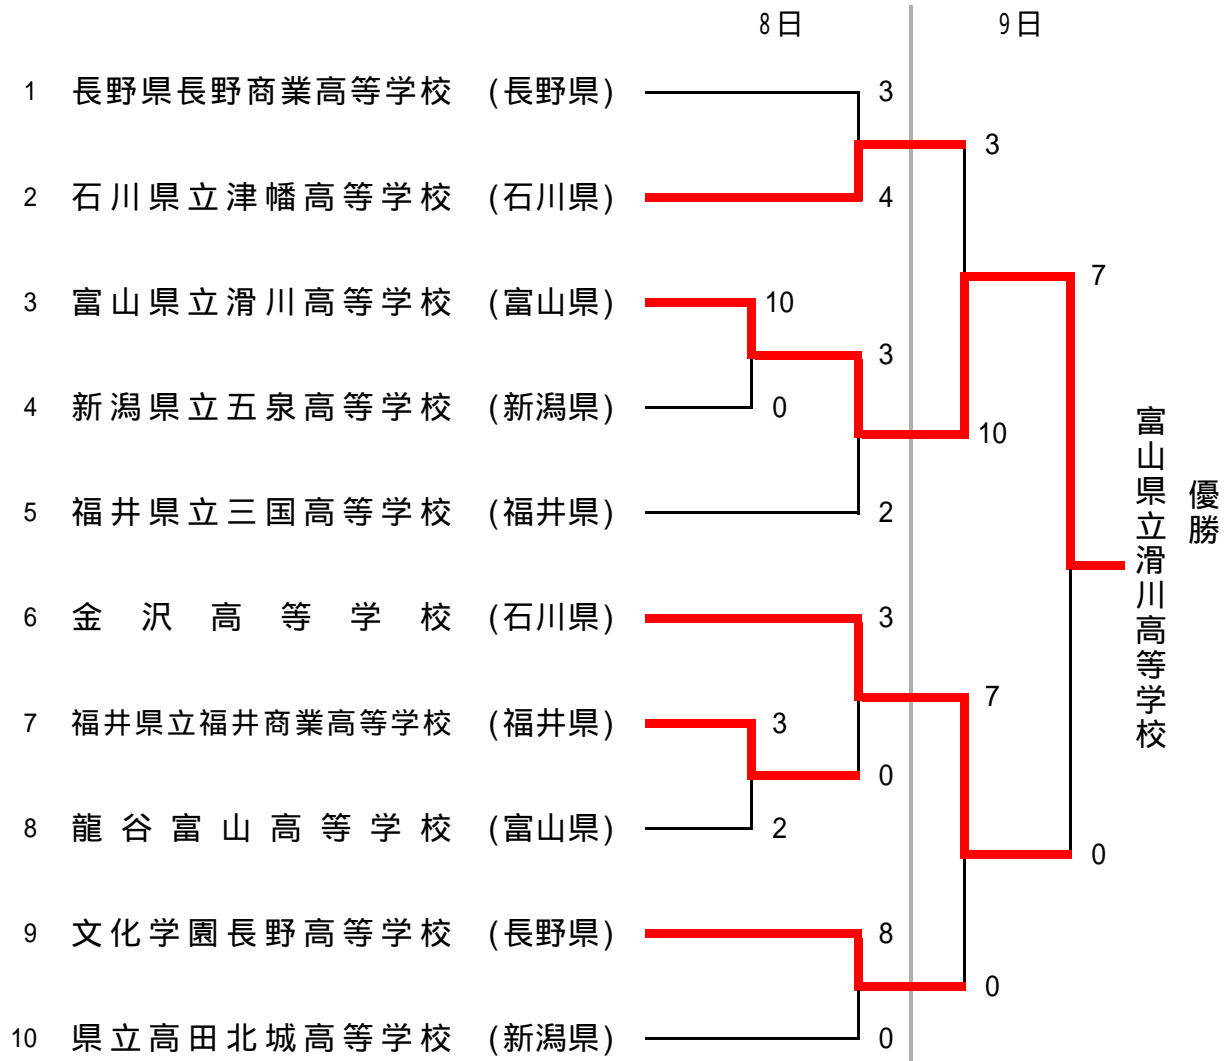 8日 9日
1 長野県長野商業高等学校 (長野県) 3
3
2 石川県立津幡高等学校 (石川県) 4
7
3 富山県立滑川高等学校 (富山県) 10
3
4 新潟県立五泉高等学校 (新潟県) 0
10
5 福井県立三国高等学校 (福井県) 2
優勝
富山県立滑川高等学校
6 金沢高等学校 (石川県) 3
7
7 福井県立福井商業高等学校 (福井県) 3
0
8 龍谷富山高等学校 (富山県) 2
0
9 文化学園長野高等学校 (長野県) 8
0
10 県立高田北城高等学校 (新潟県) 0